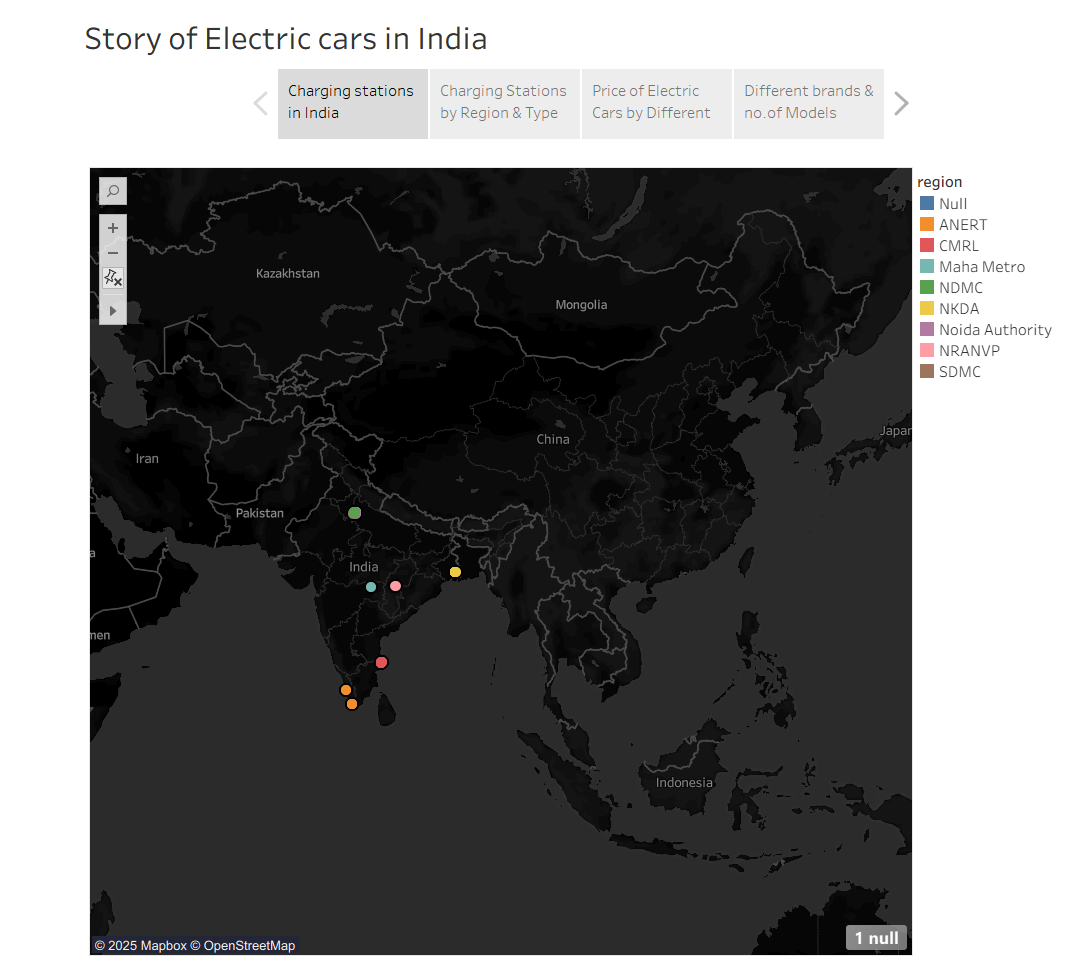 Story of Electric cars in India
Charging stations
in India
Charging Stations
by Region & Type
Price of Electric
Cars by Different
Different brands &
no.of Models
region
Null
ANERT
CMRL
Maha Metro
NDMC
NKDA
Noida Authority
NRANVP
SDMC
Kazakhstan
Mongolia
China
Japan
Iran
Pakistan
India
a
men
Indonesia
1 null
© 2025 Mapbox © OpenStreetMap